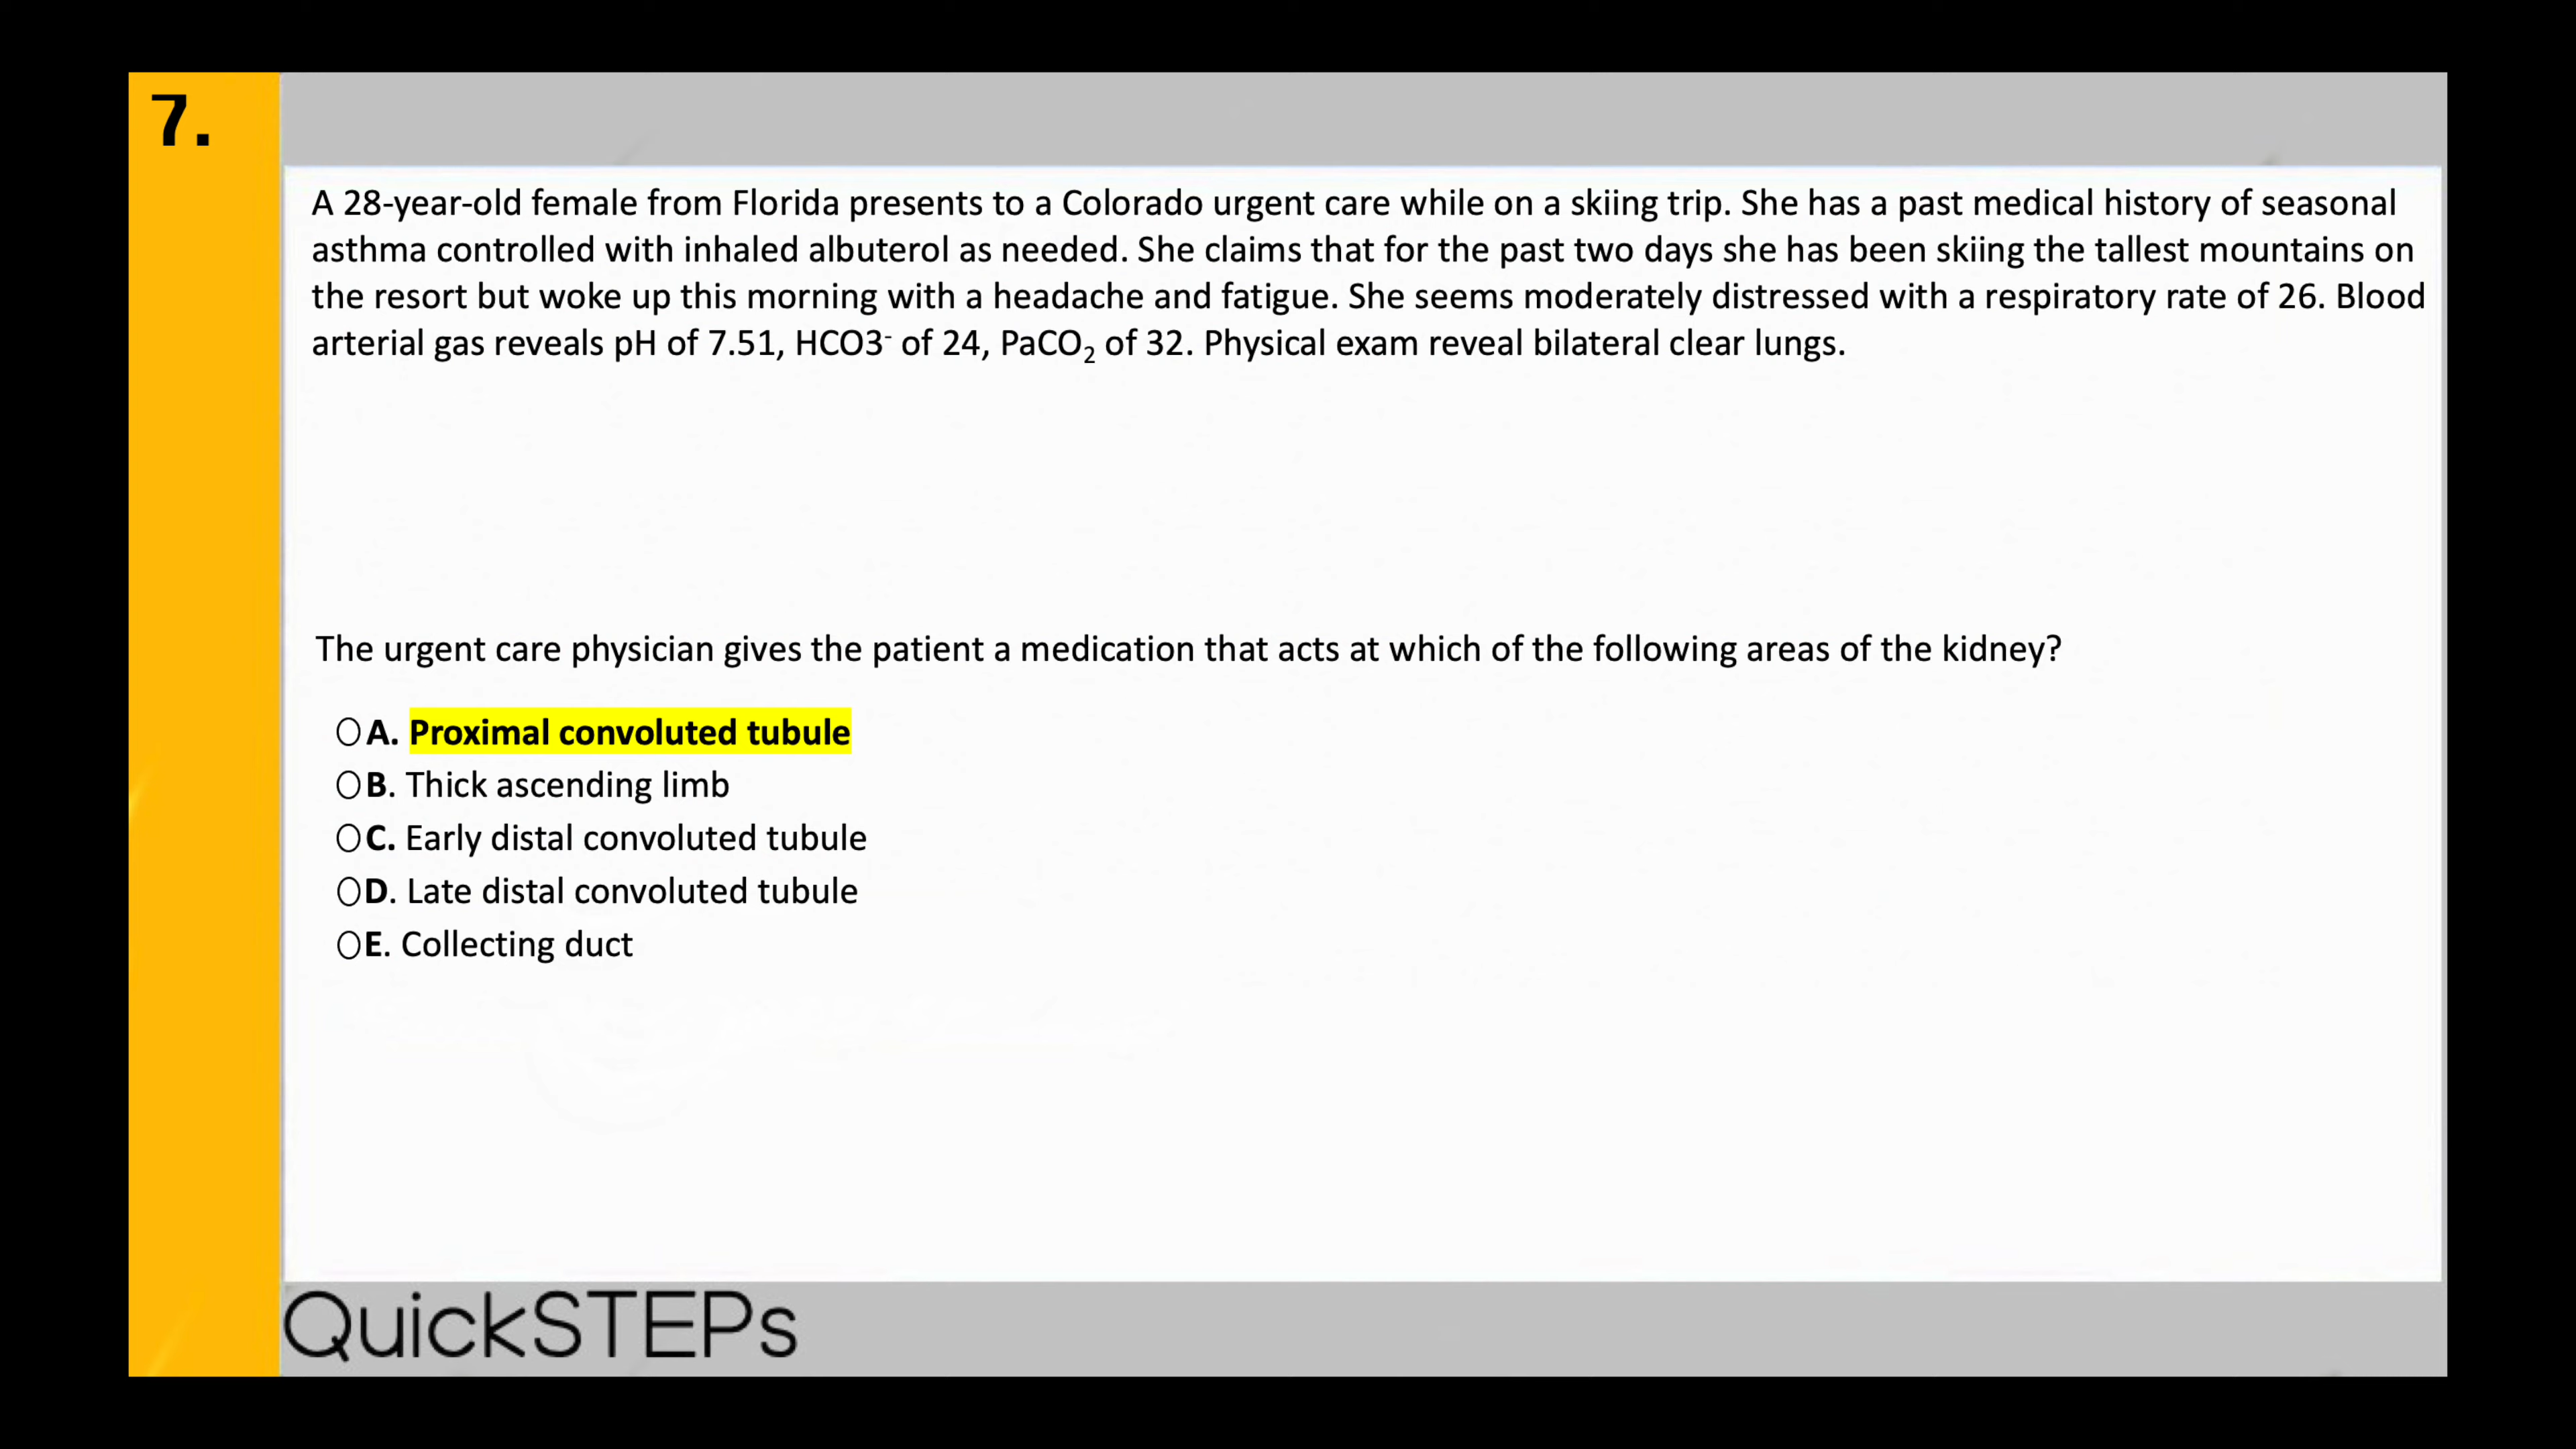 7.
A 28-year-old female from Florida presents to a Colorado urgent care while on a skiing trip. She has a past medical history of seasonal
asthma controlled with inhaled albuterol as needed. She claims that for the past two days she has been skiing the tallest mountains on
the resort but woke up this morning with a headache and fatigue. She seems moderately distressed with a respiratory rate of 26. Blood
arterial gas reveals pH of 7.51, HCO3⁻ of 24, PaCO₂ of 32. Physical exam reveal bilateral clear lungs.
The urgent care physician gives the patient a medication that acts at which of the following areas of the kidney?
A. Proximal convoluted tubule
B. Thick ascending limb
C. Early distal convoluted tubule
D. Late distal convoluted tubule
E. Collecting duct
QuickSTEPs